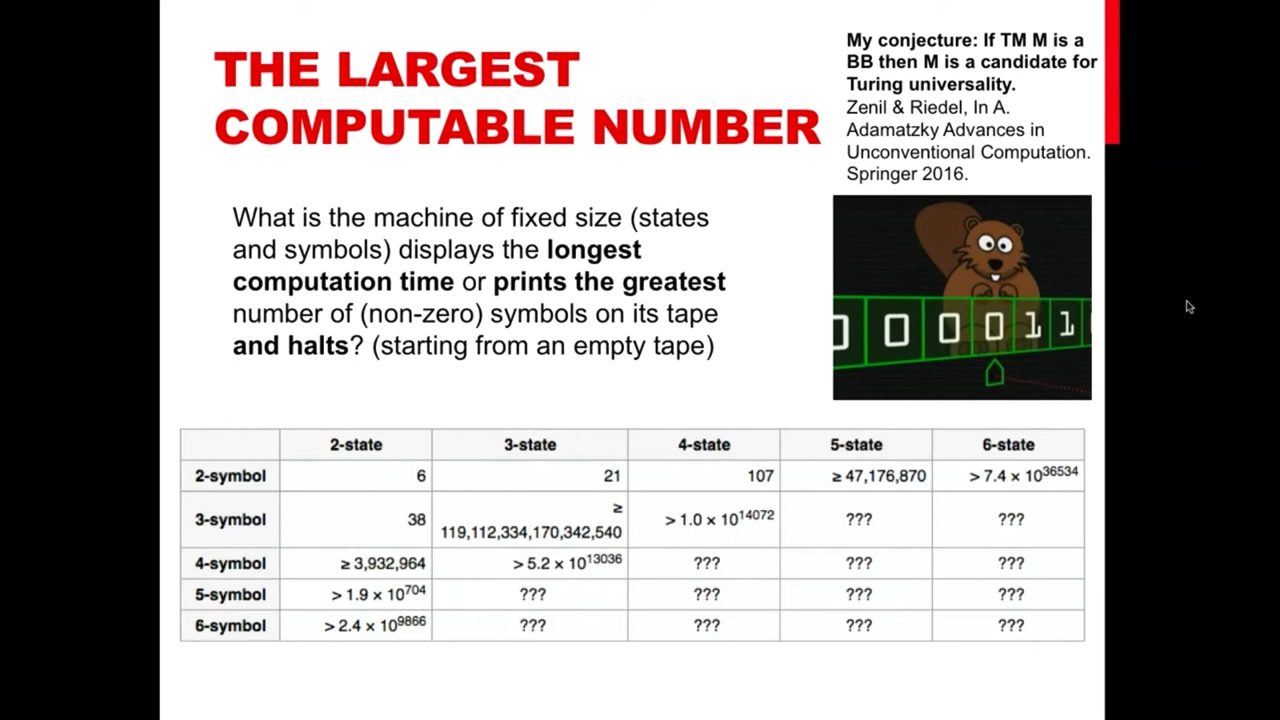 THE LARGEST
COMPUTABLE NUMBER
My conjecture: If TM M is a
BB then M is a candidate for
Turing universality.
Zenil & Riedel, In A.
Adamatzky Advances in
Unconventional Computation.
Springer 2016.
What is the machine of fixed size (states
and symbols) displays the longest
computation time or prints the greatest
number of (non-zero) symbols on its tape
and halts? (starting from an empty tape)
0 0 0 0 1 1
2-state 3-state 4-state 5-state 6-state
2-symbol 6 21 107 ≥ 47,176,870 > 7.4 × 10^36534
3-symbol 38 ≥ 119,112,334,170,342,540 > 1.0 × 10^14072 ??? ???
4-symbol ≥ 3,932,964 > 5.2 × 10^13036 ??? ??? ???
5-symbol > 1.9 × 10^704 ??? ??? ??? ???
6-symbol > 2.4 × 10^9866 ??? ??? ??? ???